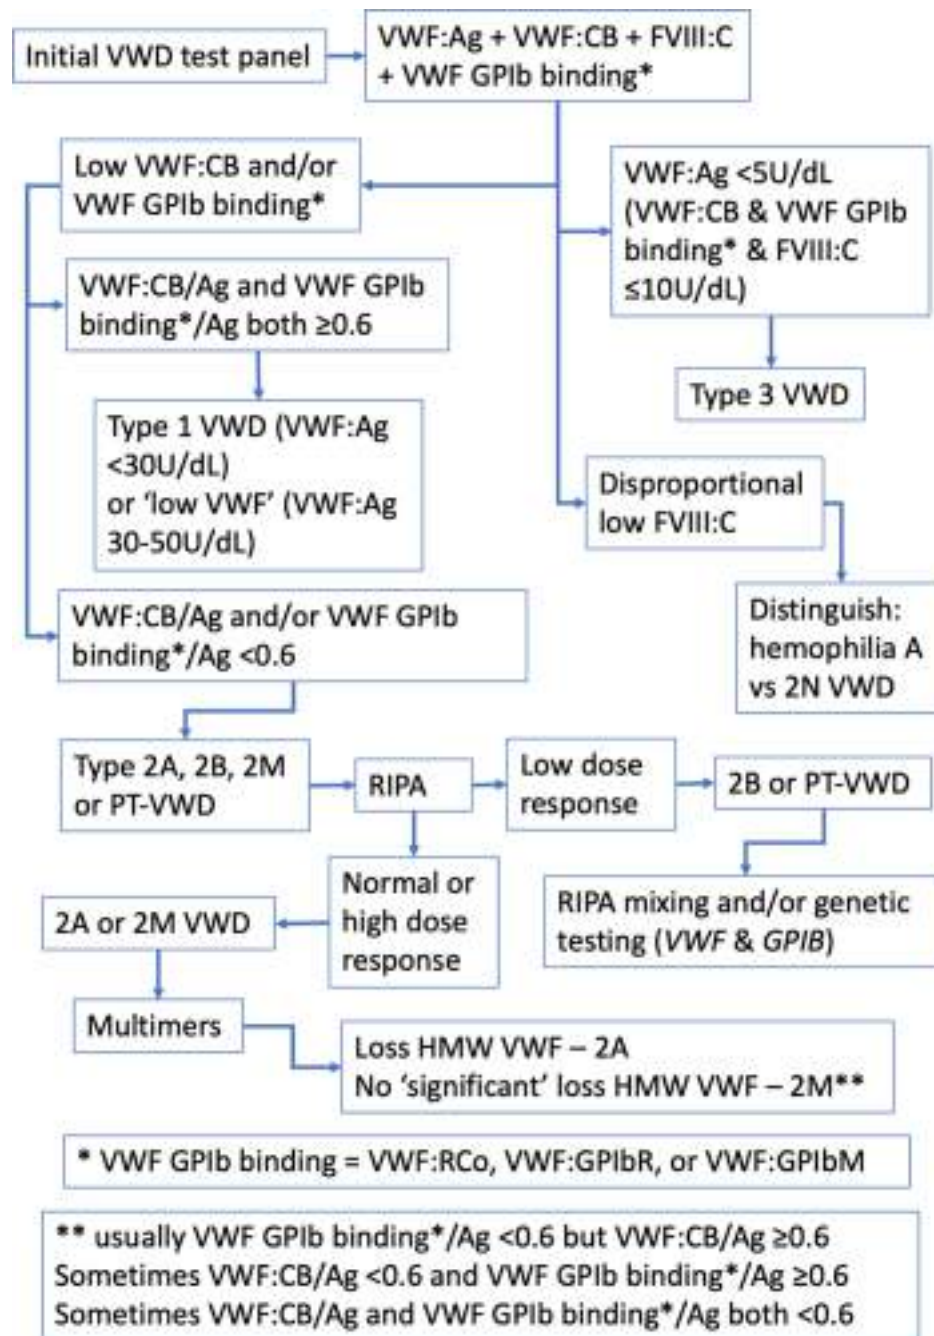 Initial VWD test panel
VWF:Ag + VWF:CB + FVIII:C
+ VWF GPIb binding*
Low VWF:CB and/or
VWF GPIb binding*
VWF:Ag <5U/dL
(VWF:CB & VWF GPIb
binding* & FVIII:C
≤10U/dL)
VWF:CB/Ag and VWF GPIb
binding*/Ag both ≥0.6
Type 3 VWD
Type 1 VWD (VWF:Ag
<30U/dL)
or ‘low VWF’ (VWF:Ag
30-50U/dL)
Disproportional
low FVIII:C
VWF:CB/Ag and/or VWF GPIb
binding*/Ag <0.6
Distinguish:
hemophilia A
vs 2N VWD
Type 2A, 2B, 2M
or PT-VWD
RIPA
Low dose
response
2B or PT-VWD
Normal or
high dose
response
2A or 2M VWD
RIPA mixing and/or genetic
testing (VWF & GPIB)
Multimers
Loss HMW VWF – 2A
No ‘significant’ loss HMW VWF – 2M**
* VWF GPIb binding = VWF:RCo, VWF:GPIbR, or VWF:GPIbM
** usually VWF GPIb binding*/Ag <0.6 but VWF:CB/Ag ≥0.6
Sometimes VWF:CB/Ag <0.6 and VWF GPIb binding*/Ag ≥0.6
Sometimes VWF:CB/Ag and VWF GPIb binding*/Ag both <0.6